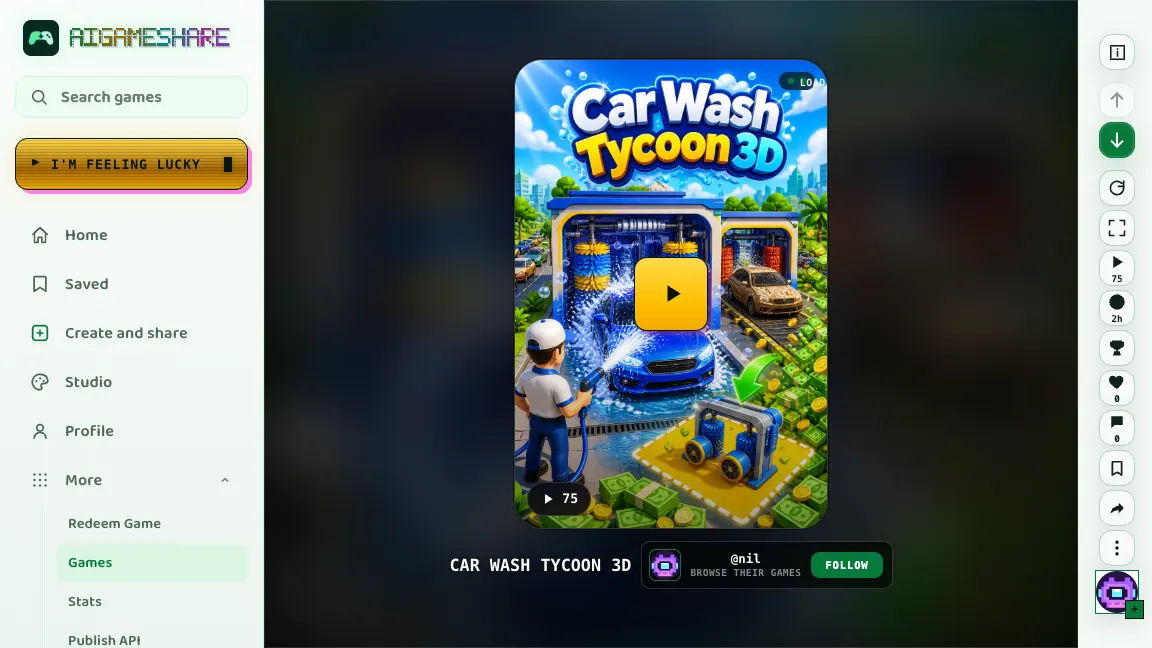 AIGAMESHARE
Search games
I'M FEELING LUCKY
Home
Saved
Create and share
Studio
Profile
More
Redeem Game
Games
Stats
Publish API
Car Wash
Tycoon 3D
LOAD
75
CAR WASH TYCOON 3D
@nil
BROWSE THEIR GAMES
FOLLOW
75
2h
0
0